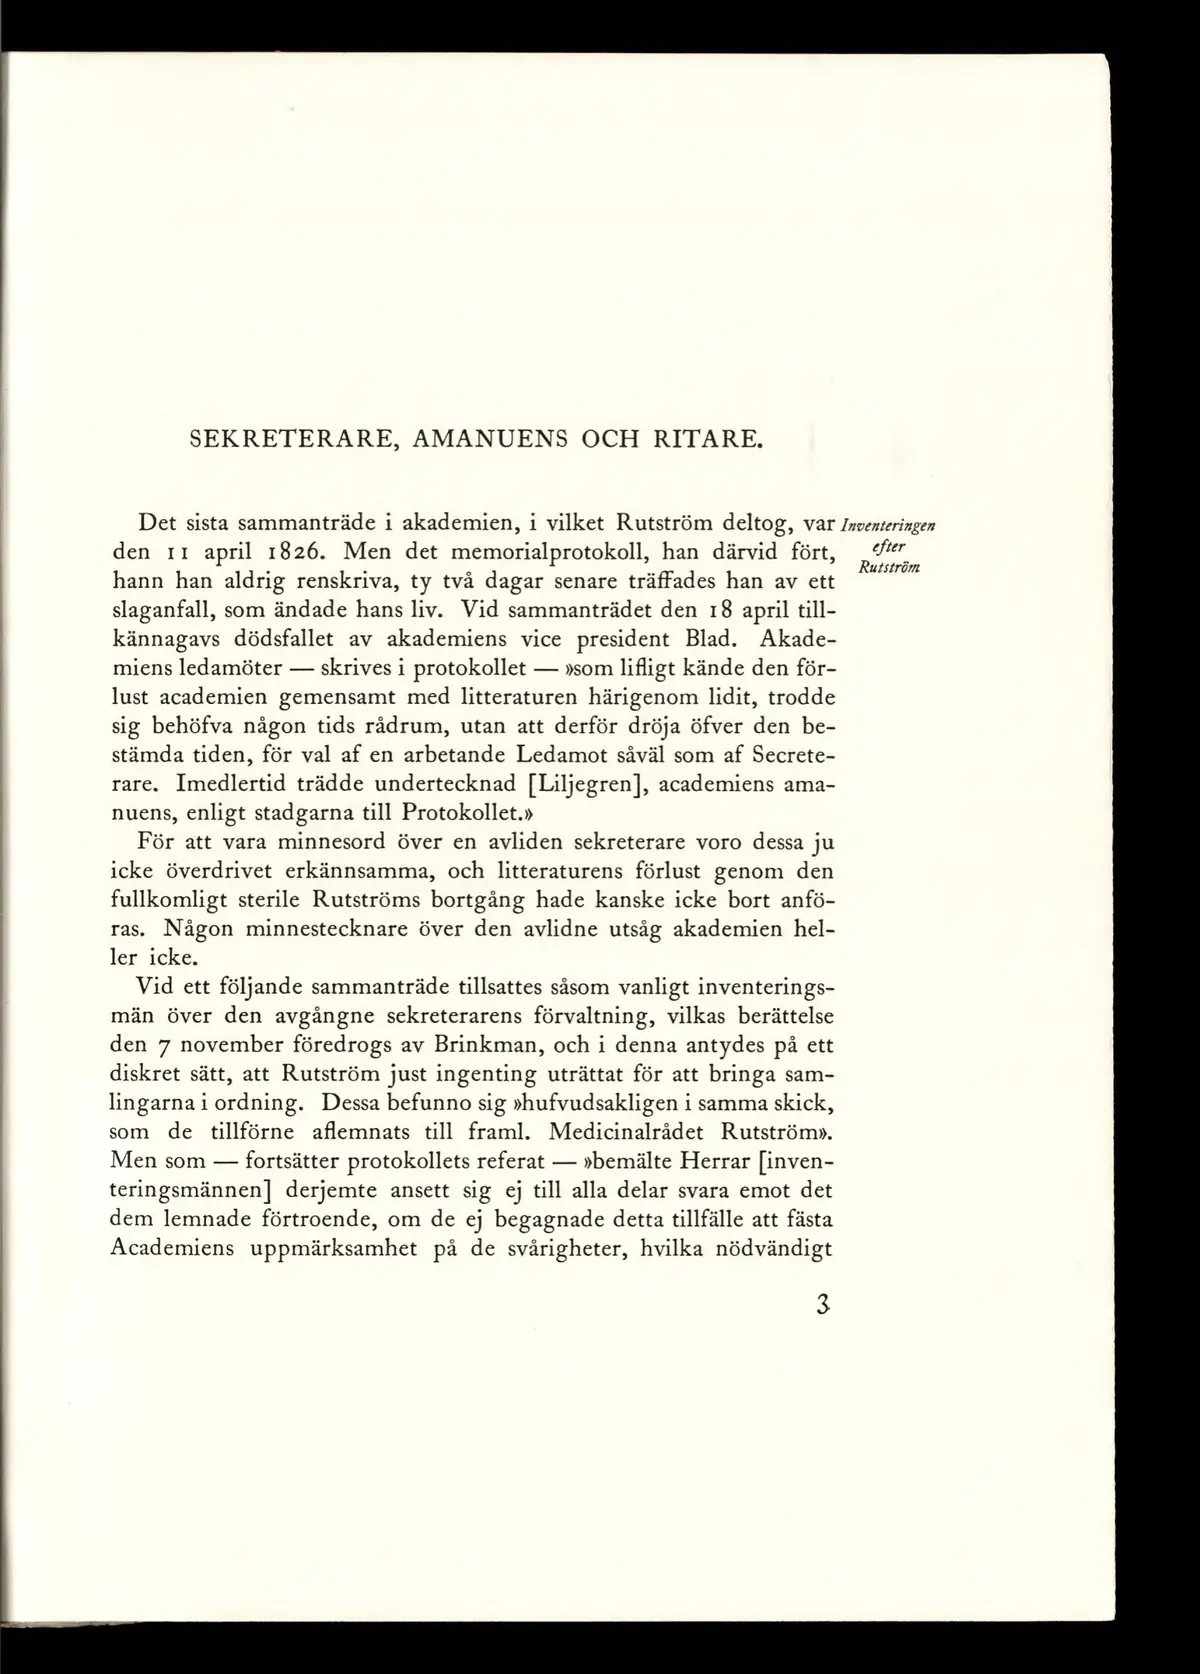 SEKRETERARE, AMANUENS OCH RITARE.
Det sista sammanträde i akademien, i vilket Rutström deltog, var
den 11 april 1826. Men det memorialprotokoll, han därvid fört,
hann han aldrig renskriva, ty två dagar senare träffades han av ett
slaganfall, som ändade hans liv. Vid sammanträdet den 18 april till-
kännagavs dödsfallet av akademiens vice president Blad. Akade-
miens ledamöter — skrives i protokollet — »som lifligt kände den för-
lust academien gemensamt med litteraturen härigenom lidit, trodde
sig behöfva någon tids rådrum, utan att derför dröja öfver den be-
stämda tiden, för val af en arbetande Ledamot såväl som af Secrete-
rare. Imedlertid trädde undertecknad [Liljegren], academiens ama-
nuens, enligt stadgarna till Protokollet.»
För att vara minnesord över en avliden sekreterare voro dessa ju
icke överdrivet erkännsamma, och litteraturens förlust genom den
fullkomligt sterile Rutströms bortgång hade kanske icke bort anfö-
ras. Någon minnestecknare över den avlidne utsåg akademien hel-
ler icke.
Vid ett följande sammanträde tillsattes såsom vanligt inventerings-
män över den avgångne sekreterarens förvaltning, vilkas berättelse
den 7 november föredrogs av Brinkman, och i denna antydes på ett
diskret sätt, att Rutström just ingenting uträttat för att bringa sam-
lingarna i ordning. Dessa befunno sig »hufvudsakligen i samma skick,
som de tillförne aflemnats till framl. Medicinalrådet Rutström».
Men som — fortsätter protokollets referat — »bemälte Herrar [inven-
teringsmännen] derjemte ansett sig ej till alla delar svara emot det
dem lemnade förtroende, om de ej begagnade detta tillfälle att fästa
Academiens uppmärksamhet på de svårigheter, hvilka nödvändigt
Inventeringen
efter
Rutström
3